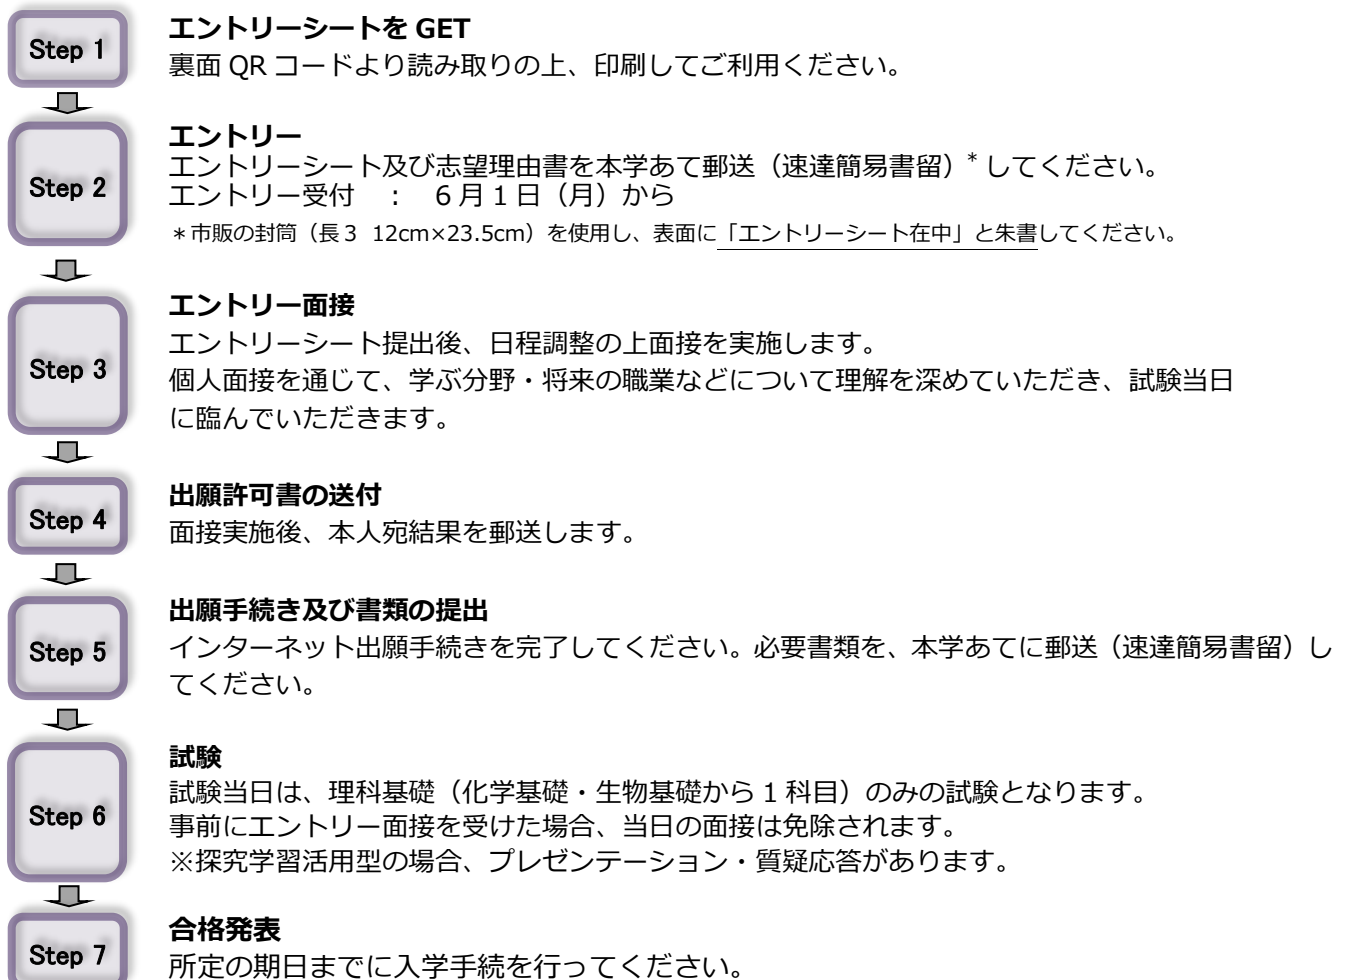 Step 1
エントリーシートを GET
裏面 QR コードより読み取りの上、印刷してご利用ください。
Step 2
エントリー
エントリーシート及び志望理由書を本学あて郵送（速達簡易書留）*してください。
エントリー受付　：　6 月 1 日（月）から
＊市販の封筒（長３ 12cm×23.5cm）を使用し、表面に「エントリーシート在中」と朱書してください。
Step 3
エントリー面接
エントリーシート提出後、日程調整の上面接を実施します。
個人面接を通じて、学ぶ分野・将来の職業などについて理解を深めていただき、試験当日
に臨んでいただきます。
Step 4
出願許可書の送付
面接実施後、本人宛結果を郵送します。
Step 5
出願手続き及び書類の提出
インターネット出願手続きを完了してください。必要書類を、本学あてに郵送（速達簡易書留）し
てください。
Step 6
試験
試験当日は、理科基礎（化学基礎・生物基礎から 1 科目）のみの試験となります。
事前にエントリー面接を受けた場合、当日の面接は免除されます。
※探究学習活用型の場合、プレゼンテーション・質疑応答があります。
Step 7
合格発表
所定の期日までに入学手続を行ってください。